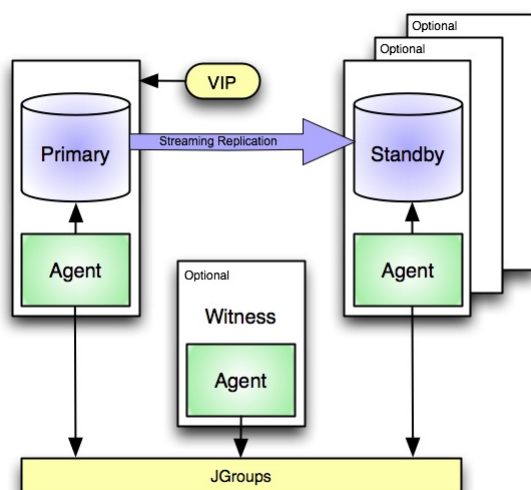 Optional
Optional
VIP
Primary
Streaming Replication
Standby
Agent
Agent
Optional
Witness
Agent
JGroups